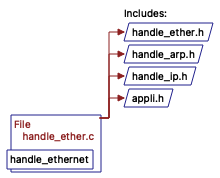 Includes:
handle_ether.h
handle_arp.h
handle_ip.h
appli.h
File
handle_ether.c
handle_ethernet